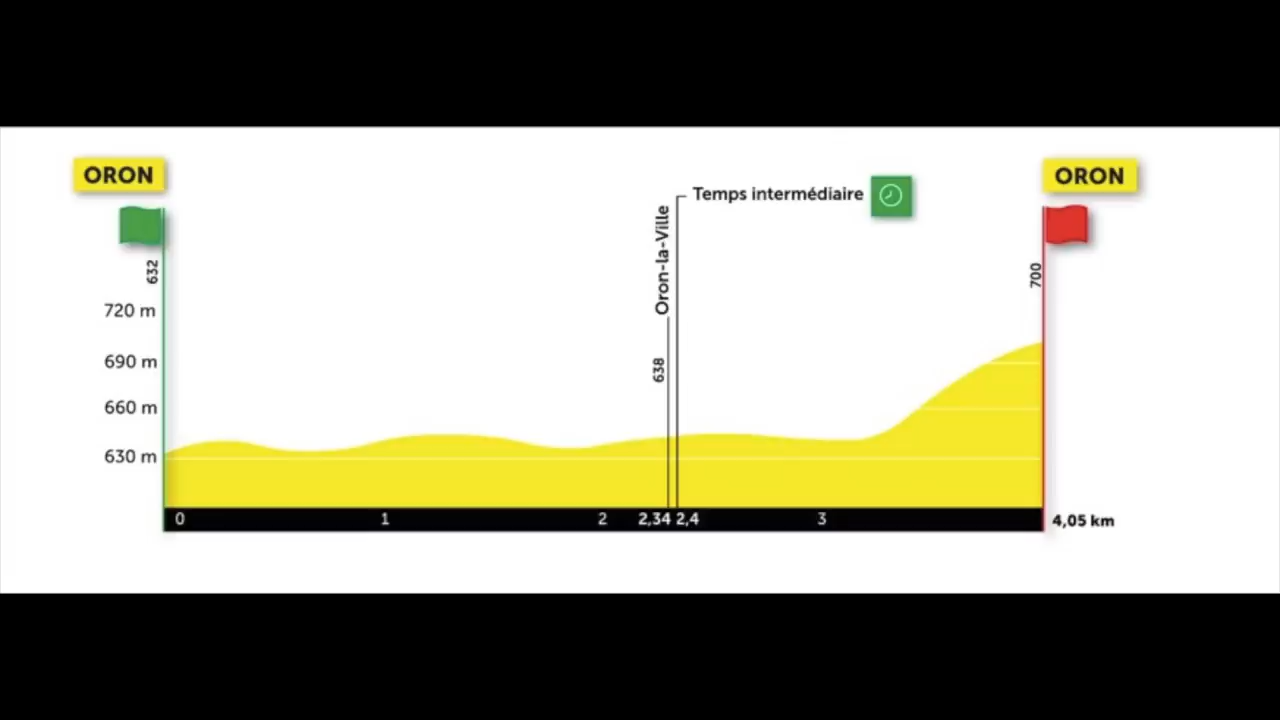 ORON
ORON
Temps intermédiaire
Oron-la-Ville
632
700
638
720 m
690 m
660 m
630 m
0
1
2
2,34
2,4
3
4,05 km